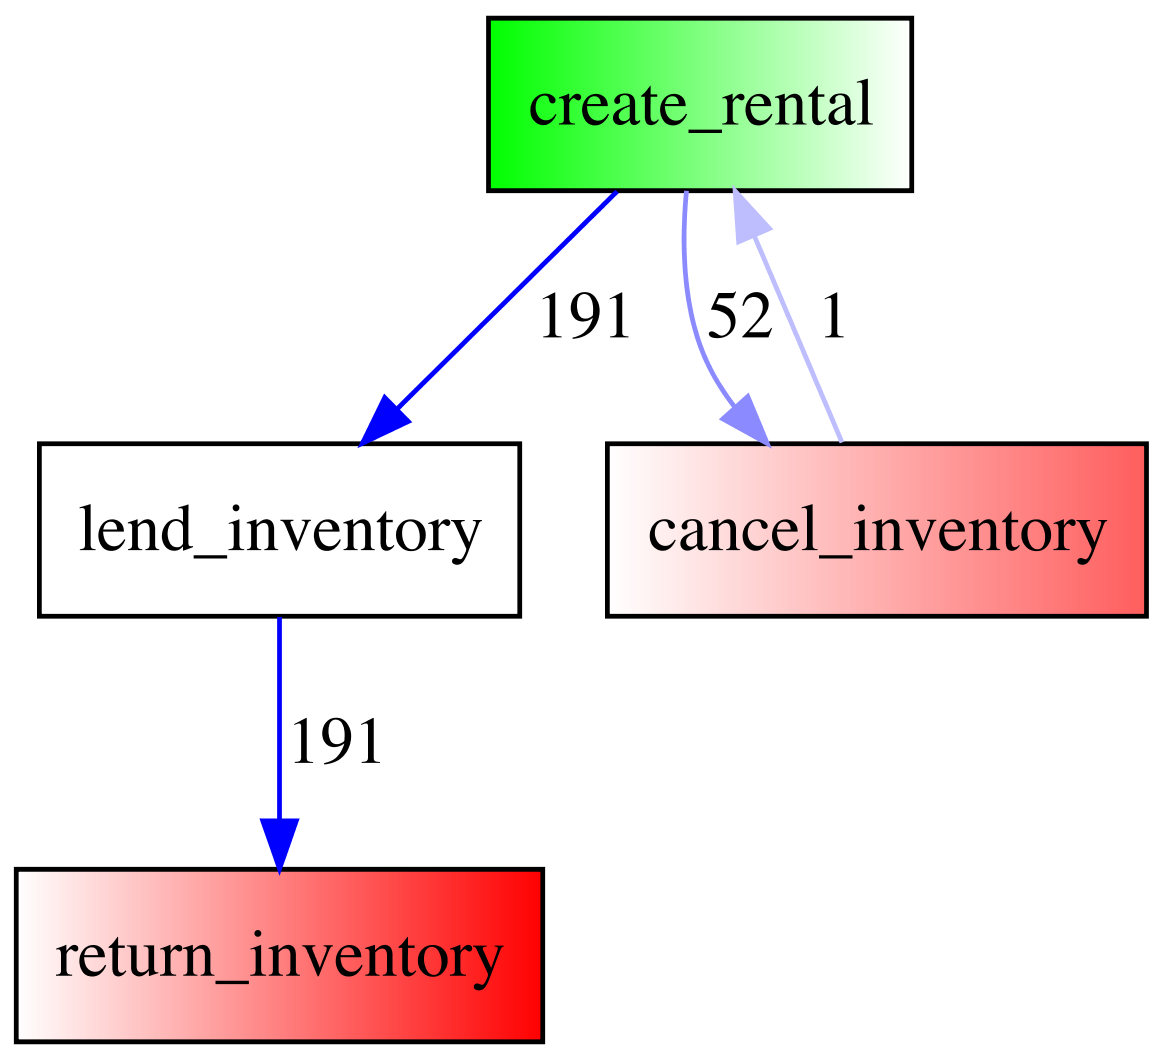 create_rental
191
52
1
lend_inventory
cancel_inventory
191
return_inventory